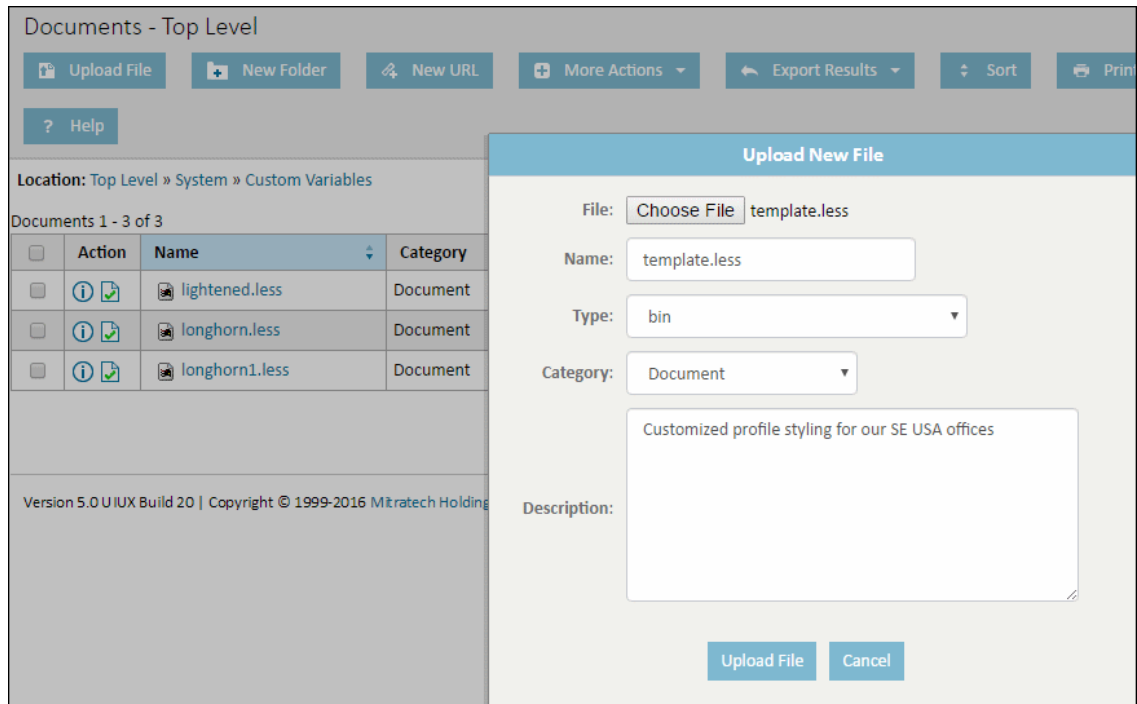 Documents - Top Level
Upload File New Folder New URL More Actions Export Results Sort Print
? Help
Upload New File
Location: Top Level » System » Custom Variables
Documents 1 - 3 of 3
Action Name Category
lightened.less Document
longhorn.less Document
longhorn1.less Document
Version 5.0 UIUX Build 20 | Copyright © 1999-2016 Mitratech Holding
File: Choose File template.less
Name: template.less
Type: bin
Category: Document
Description: Customized profile styling for our SE USA offices
Upload File Cancel